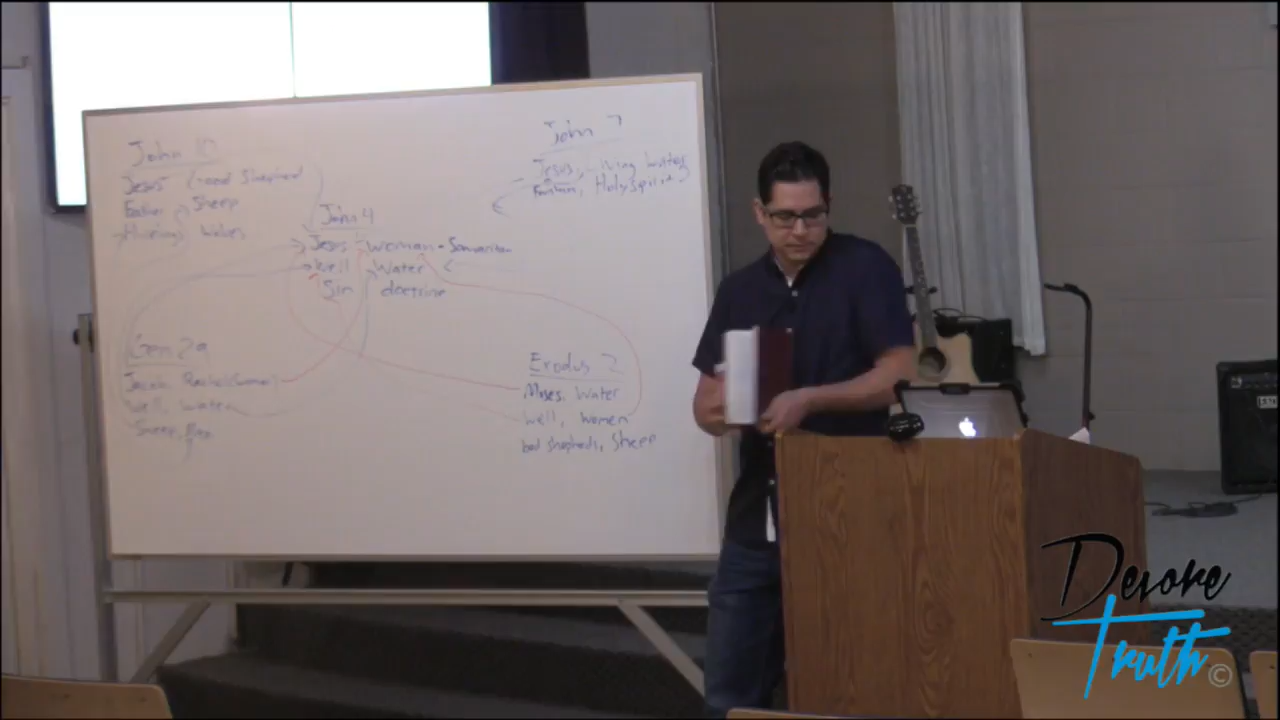 John 10
Jesus Good Shepherd
Father, Sheep
Wolves
John 7
Jesus, Living Water
Fountain, Holy Spirit
John 4
Jesus - woman - Samaritan
Well Water
Sin doctrine
Gen 29
Jacob, Rachel
Well, Water
Sheep,
Exodus 2
Moses, Water
well, women
bad shepherds, Sheep
Devore
Truth ©